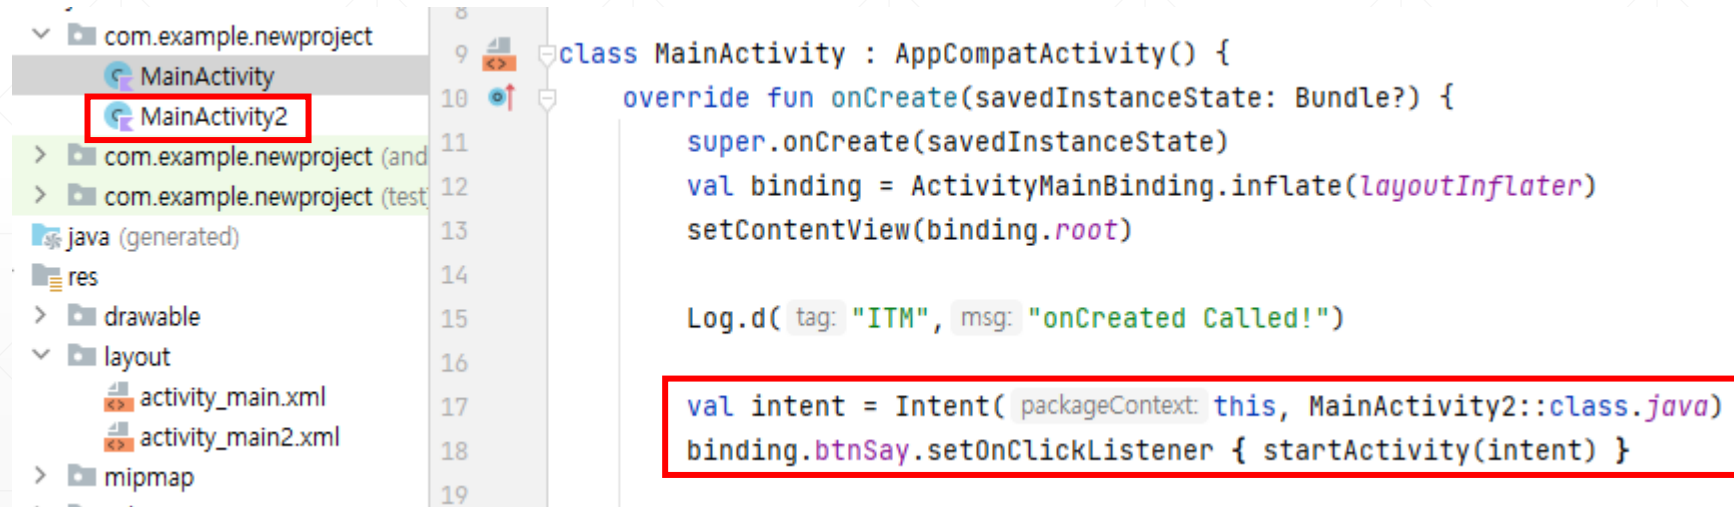 com.example.newproject
MainActivity
MainActivity2
com.example.newproject (and
com.example.newproject (test
java (generated)
res
drawable
layout
activity_main.xml
activity_main2.xml
mipmap
8
9 class MainActivity : AppCompatActivity() {
10 override fun onCreate(savedInstanceState: Bundle?) {
11 super.onCreate(savedInstanceState)
12 val binding = ActivityMainBinding.inflate(layoutInflater)
13 setContentView(binding.root)
14
15 Log.d( tag: "ITM", msg: "onCreated Called!")
16
17 val intent = Intent( packageContext: this, MainActivity2::class.java)
18 binding.btnSay.setOnClickListener { startActivity(intent) }
19